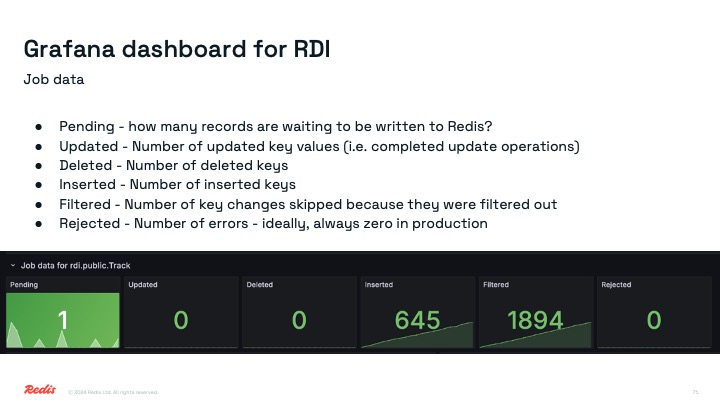 Grafana dashboard for RDI
Job data
● Pending - how many records are waiting to be written to Redis?
● Updated - Number of updated key values (i.e. completed update operations)
● Deleted - Number of deleted keys
● Inserted - Number of inserted keys
● Filtered - Number of key changes skipped because they were filtered out
● Rejected - Number of errors - ideally, always zero in production
Job data for rdi.public.Track
Pending Updated Deleted Inserted Filtered Rejected
1 0 0 645 1894 0
Redis © 2024 Redis Ltd. All rights reserved. 75